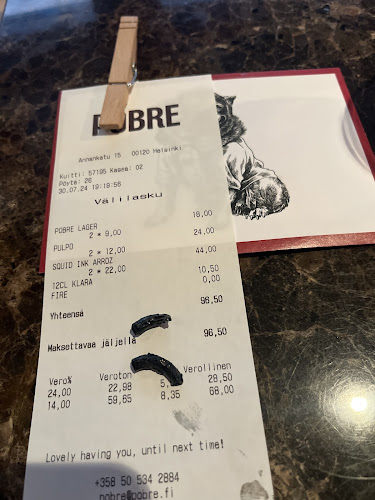 POBRE
Annankatu 15 00120 Helsinki
Kuitti: 57195 Kassa: 02
Pöytä: 26
30.07.24 19:19:56
Välilasku
POBRE LAGER 18,00
2 * 9,00
PULPO 24,00
2 * 12,00
SQUID INK ARROZ 44,00
2 * 22,00
12CL KLARA 10,50
FIRE 0,00
Yhteensä 96,50
Maksettavaa jäljellä 96,50
Vero% Veroton Verollinen
24,00 22,98 5, 28,50
14,00 59,65 8,35 68,00
Lovely having you, until next time!
+358 50 534 2884
pobre@pobre.fi